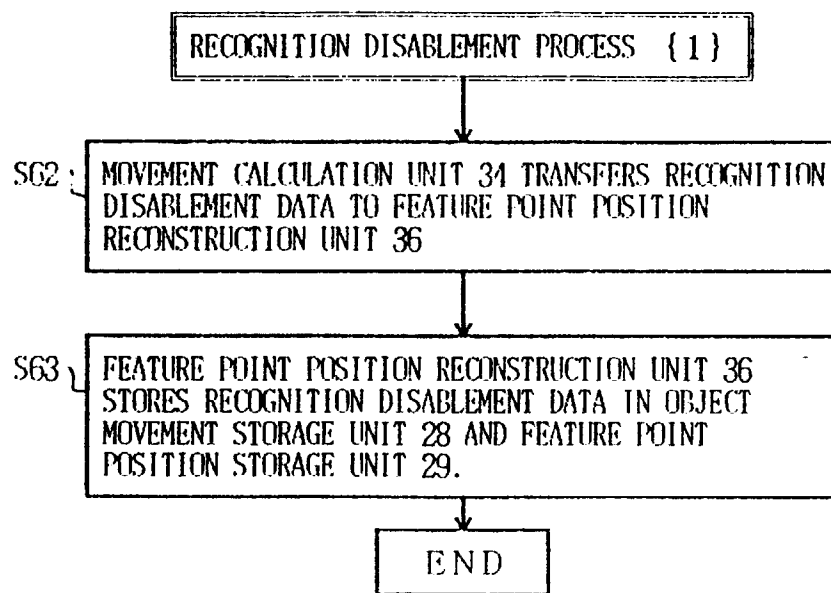 RECOGNITION DISABLEMENT PROCESS {1}
S62
MOVEMENT CALCULATION UNIT 34 TRANSFERS RECOGNITION
DISABLEMENT DATA TO FEATURE POINT POSITION
RECONSTRUCTION UNIT 36
S63
FEATURE POINT POSITION RECONSTRUCTION UNIT 36
STORES RECOGNITION DISABLEMENT DATA IN OBJECT
MOVEMENT STORAGE UNIT 28 AND FEATURE POINT
POSITION STORAGE UNIT 29.
END